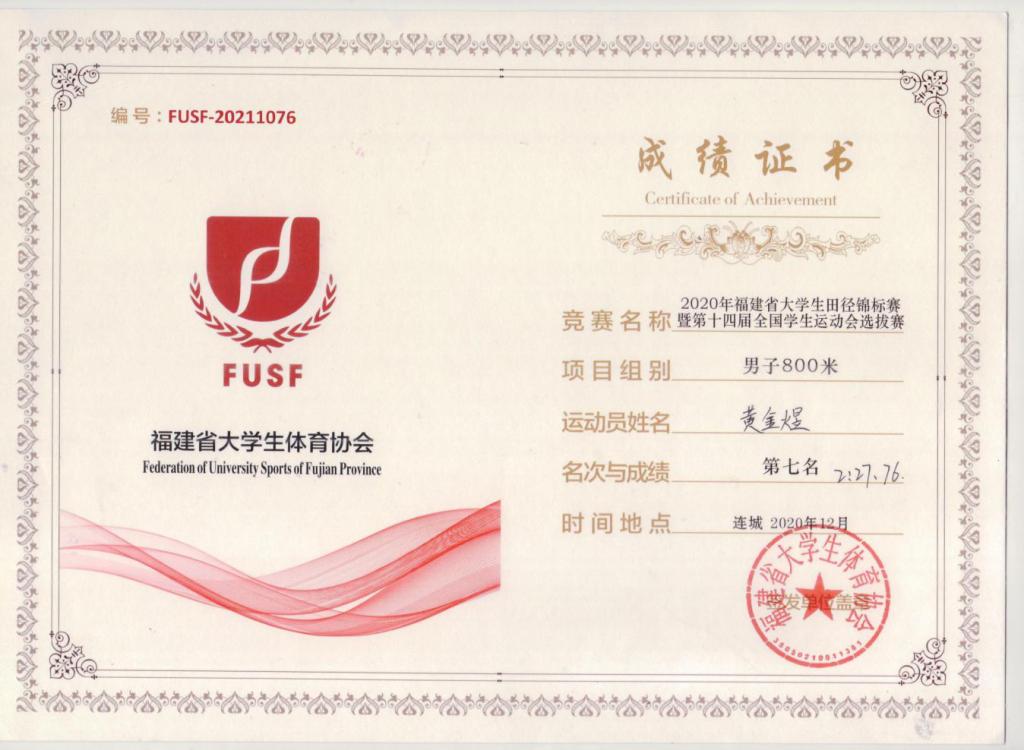 编号：FUSF-20211076
FUSF
福建省大学生体育协会
Federation of University Sports of Fujian Province
成绩证书
Certificate of Achievement
竞赛名称 2020年福建省大学生田径锦标赛
暨第十四届全国学生运动会选拔赛
项目组别 男子800米
运动员姓名 黄金煜
名次与成绩 第七名 2:27.76.
时间地点 连城 2020年12月
福建省大学生体育协会
签发单位盖章